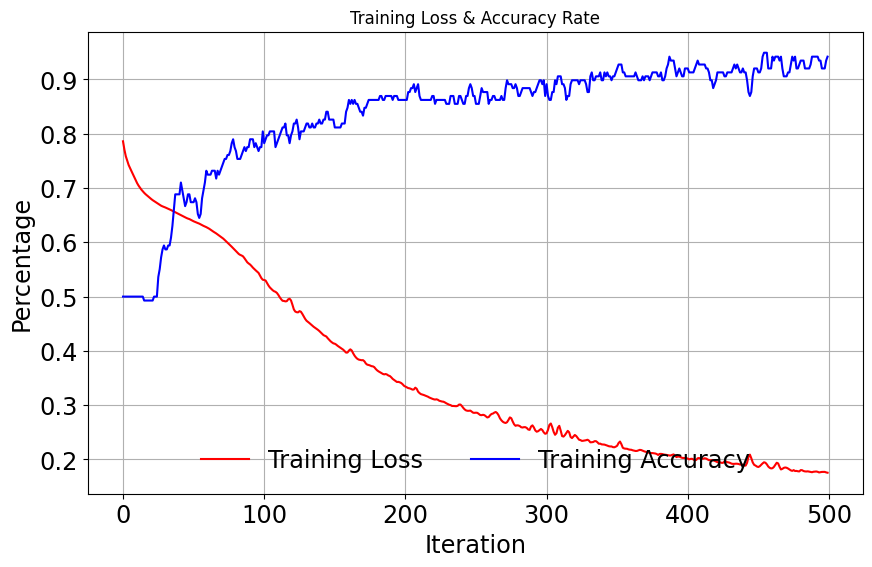 Training Loss & Accuracy Rate
0.9
0.8
0.7
0.6
0.5
0.4
0.3
0.2
Percentage
Training Loss
Training Accuracy
0
100
200
300
400
500
Iteration